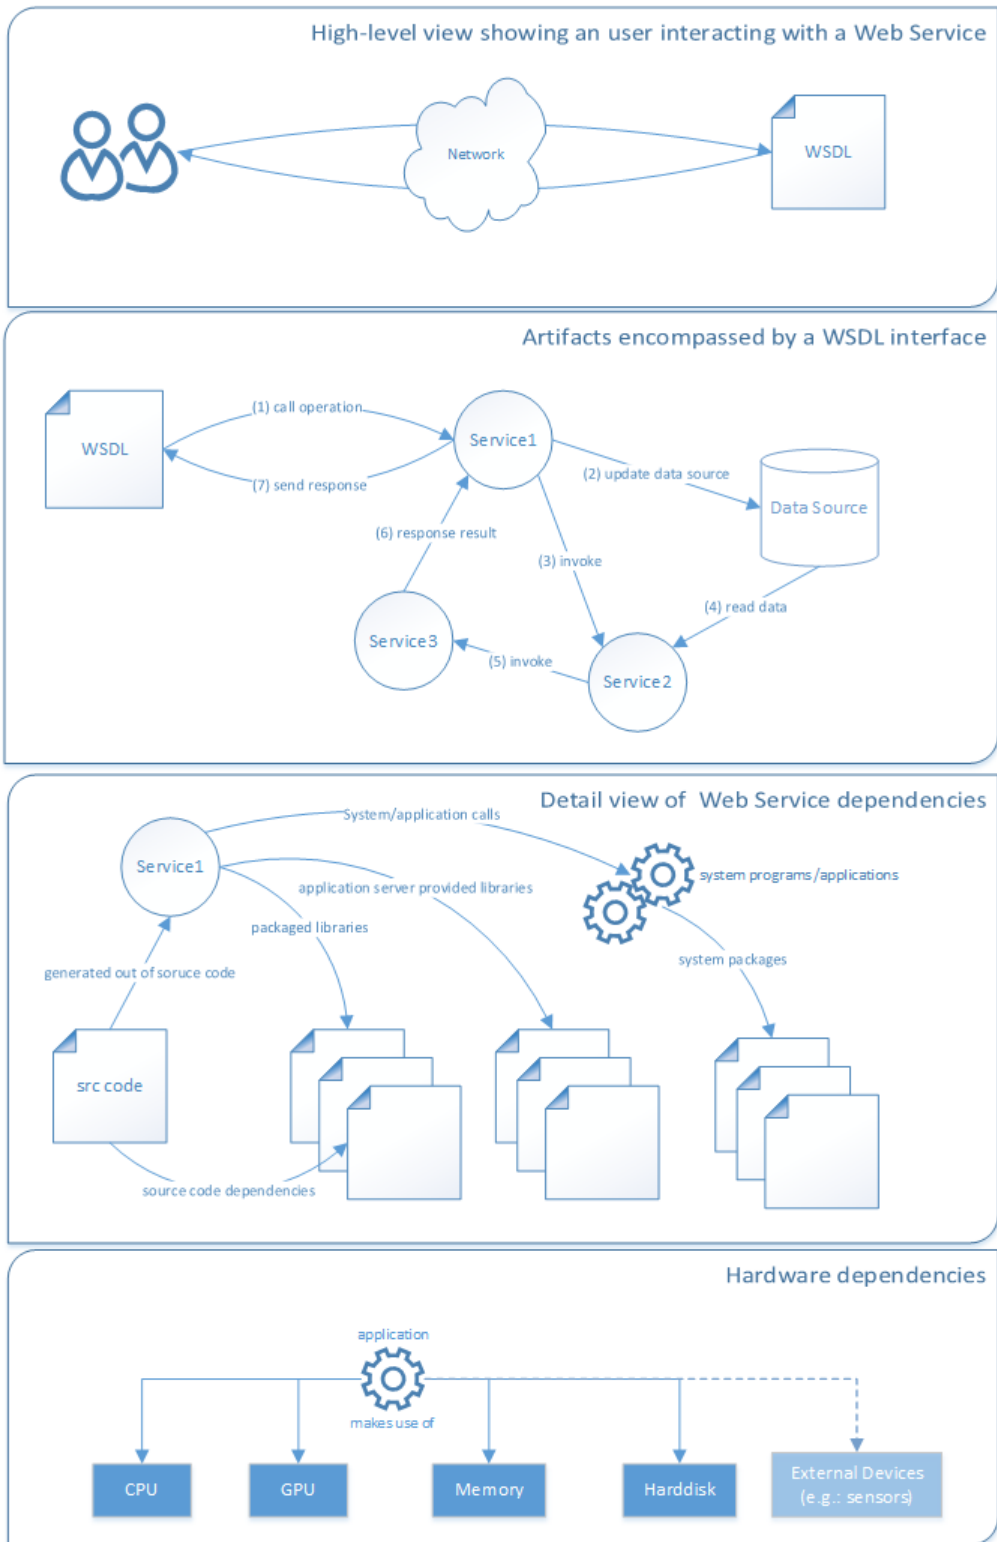 High-level view showing an user interacting with a Web Service
Network
WSDL
Artifacts encompassed by a WSDL interface
(1) call operation
WSDL
Service1
(2) update data source
(7) send response
Data Source
(6) response result
(3) invoke
(4) read data
Service3
(5) invoke
Service2
Detail view of Web Service dependencies
System/application calls
Service1
system programs/applications
application server provided libraries
packaged libraries
system packages
generated out of soruce code
src code
source code dependencies
Hardware dependencies
application
makes use of
CPU
GPU
Memory
Harddisk
External Devices
(e.g.: sensors)